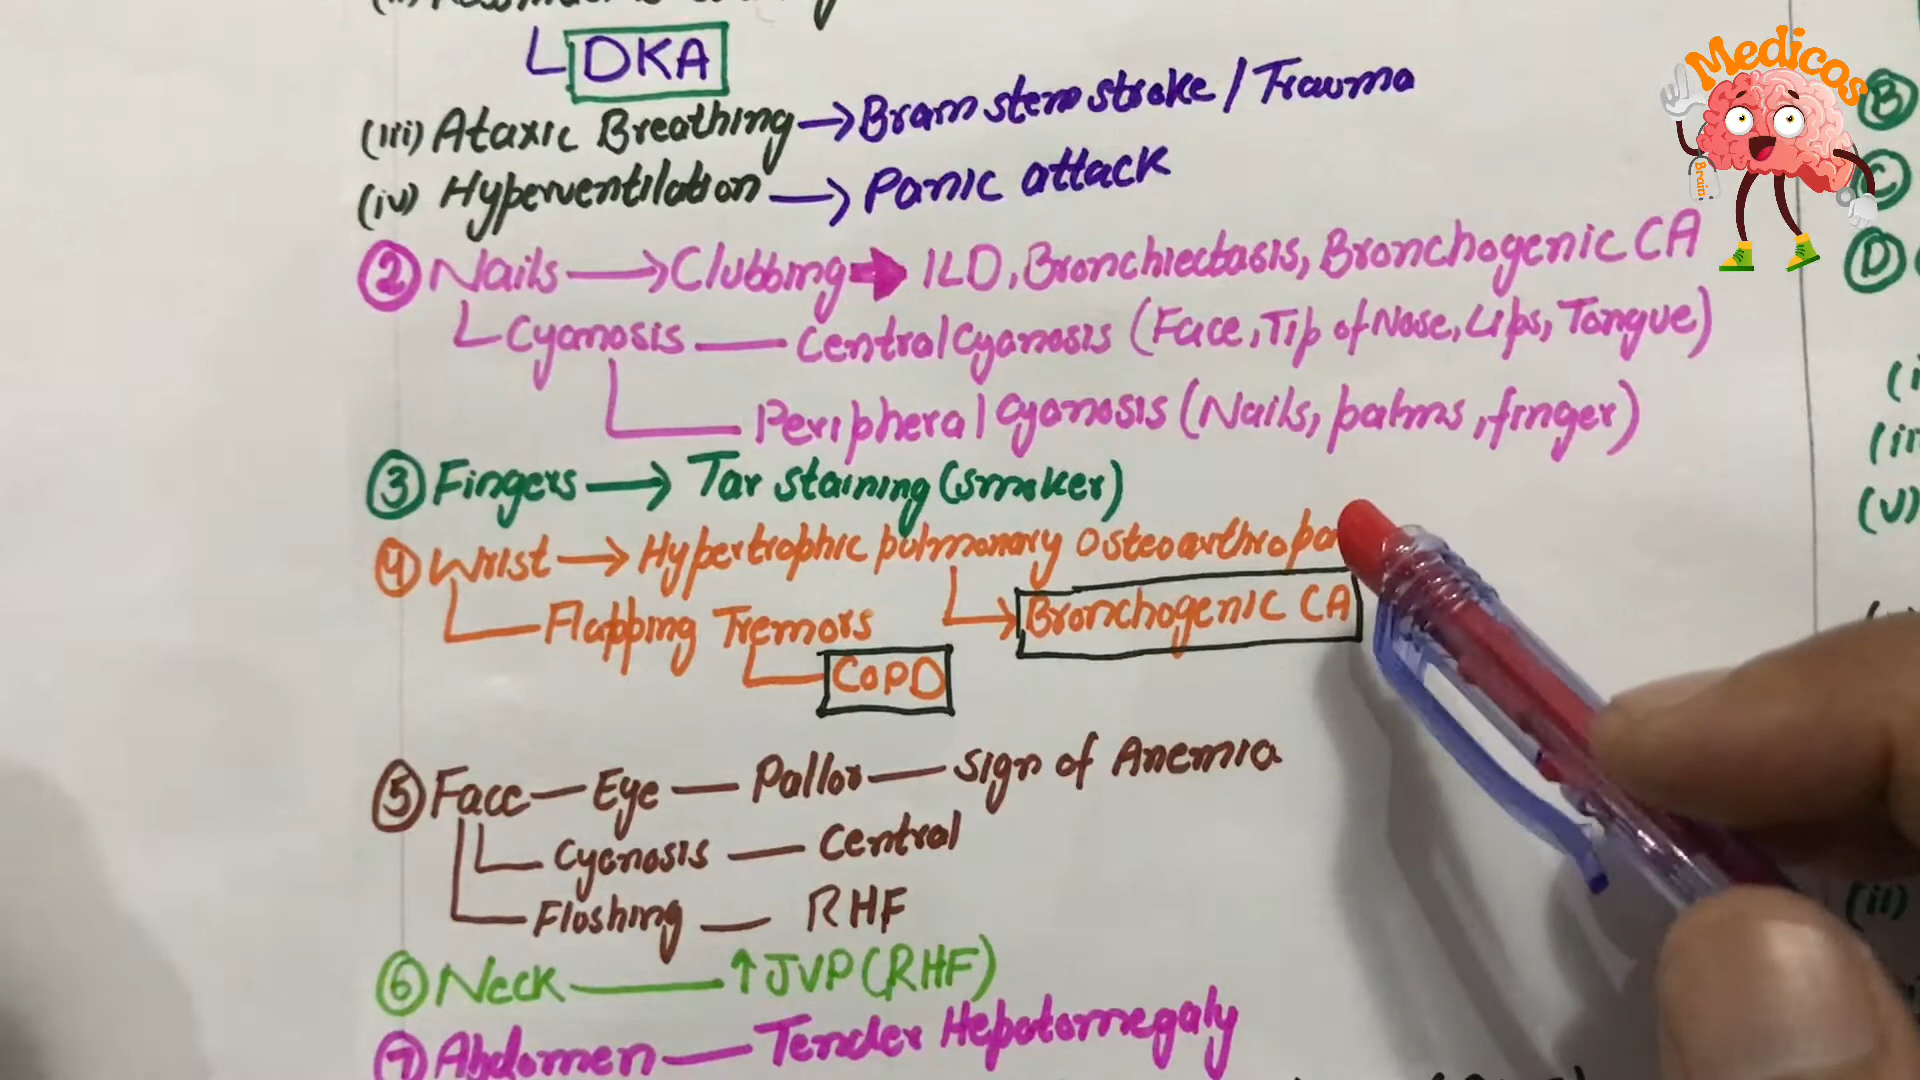 DKA
(iii) Ataxic Breathing → Brain stem stroke / Trauma
(iv) Hyperventilation → Panic attack
② Nails → Clubbing → ILD, Bronchiectasis, Bronchogenic CA
Cyanosis — Central Cyanosis (Face, Tip of Nose, Lips, Tongue)
Peripheral Cyanosis (Nails, palms, finger)
③ Fingers → Tar staining (smoker)
④ Wrist → Hypertrophic pulmonary Osteoarthropa
Flapping Tremors → Bronchogenic CA
COPD
⑤ Face — Eye — Pallor — Sign of Anemia
Cyanosis — Central
Floshing — RHF
⑥ Neck — ↑JVP (RHF)
⑦ Abdomen — Tender Hepatomegaly
Medicos
Brain
B
C
D
(V)
(ii)